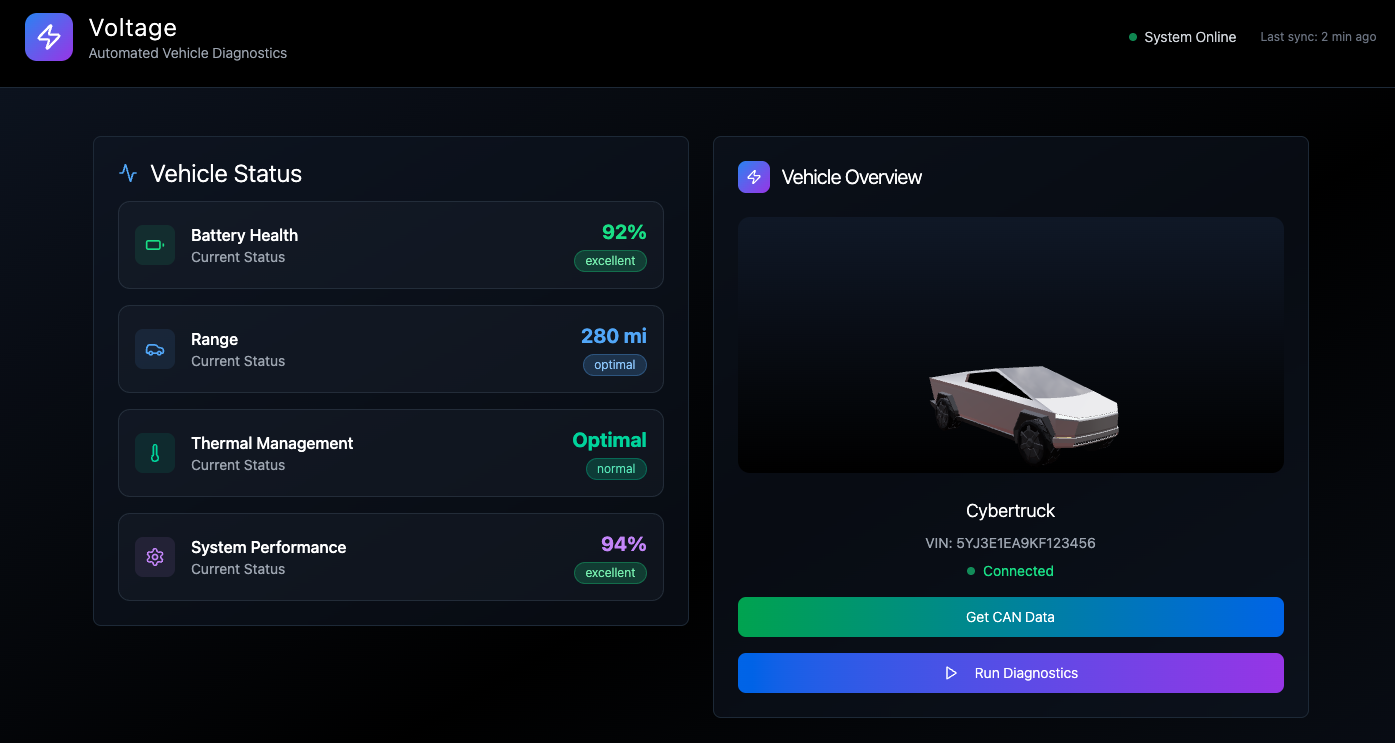 Voltage
Automated Vehicle Diagnostics
System Online
Last sync: 2 min ago
Vehicle Status
Battery Health
Current Status
92%
excellent
Range
Current Status
280 mi
optimal
Thermal Management
Current Status
Optimal
normal
System Performance
Current Status
94%
excellent
Vehicle Overview
Cybertruck
VIN: 5YJ3E1EA9KF123456
Connected
Get CAN Data
Run Diagnostics